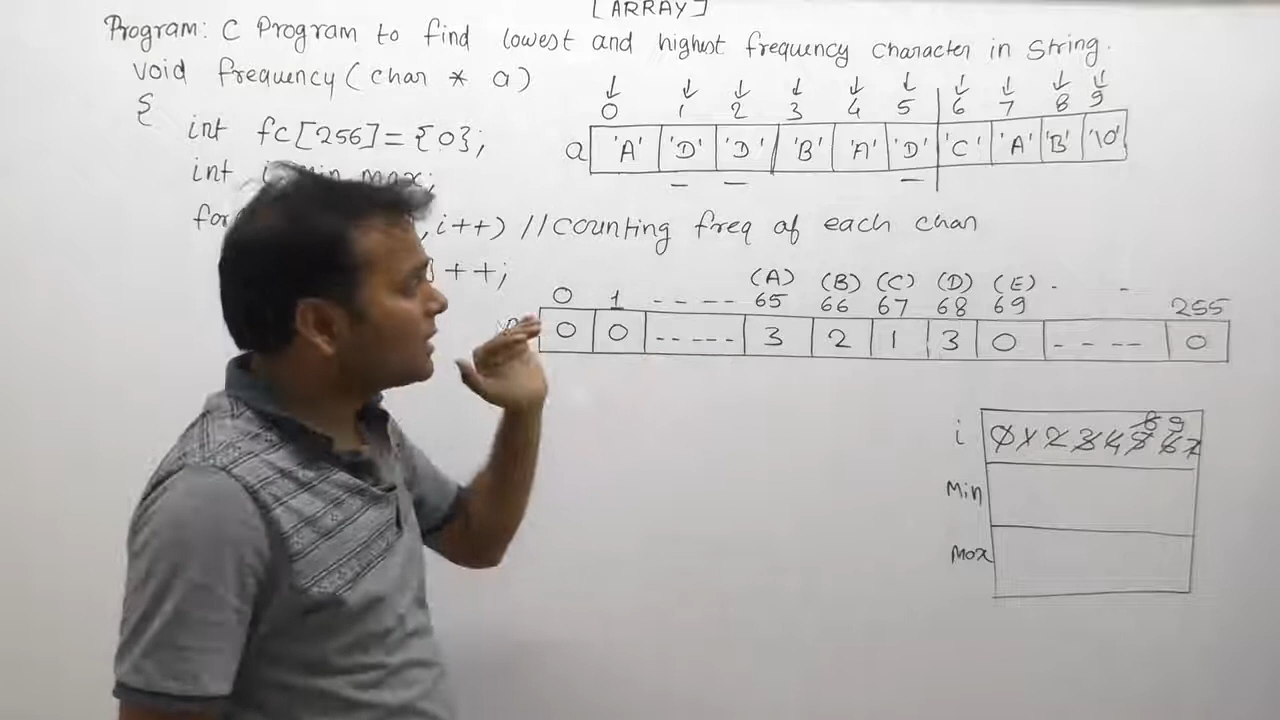 [ARRAY]
Program: C Program to find lowest and highest frequency character in String.
void frequency(char * a)
{
int fc[256]={0};
int i, min, max;
for ,i++) //counting freq of each char
]++;
0 1 2 3 4 5 6 7 8 9
a 'A' 'D' 'D' 'B' 'A' 'D' 'C' 'A' 'B' '\0'
(A) (B) (C) (D) (E) . -
0 1 ---- 65 66 67 68 69 255
0 0 ----- 3 2 1 3 0 ---- 0
8 9
i 0 1 2 3 4 5 6 7
Min
Max